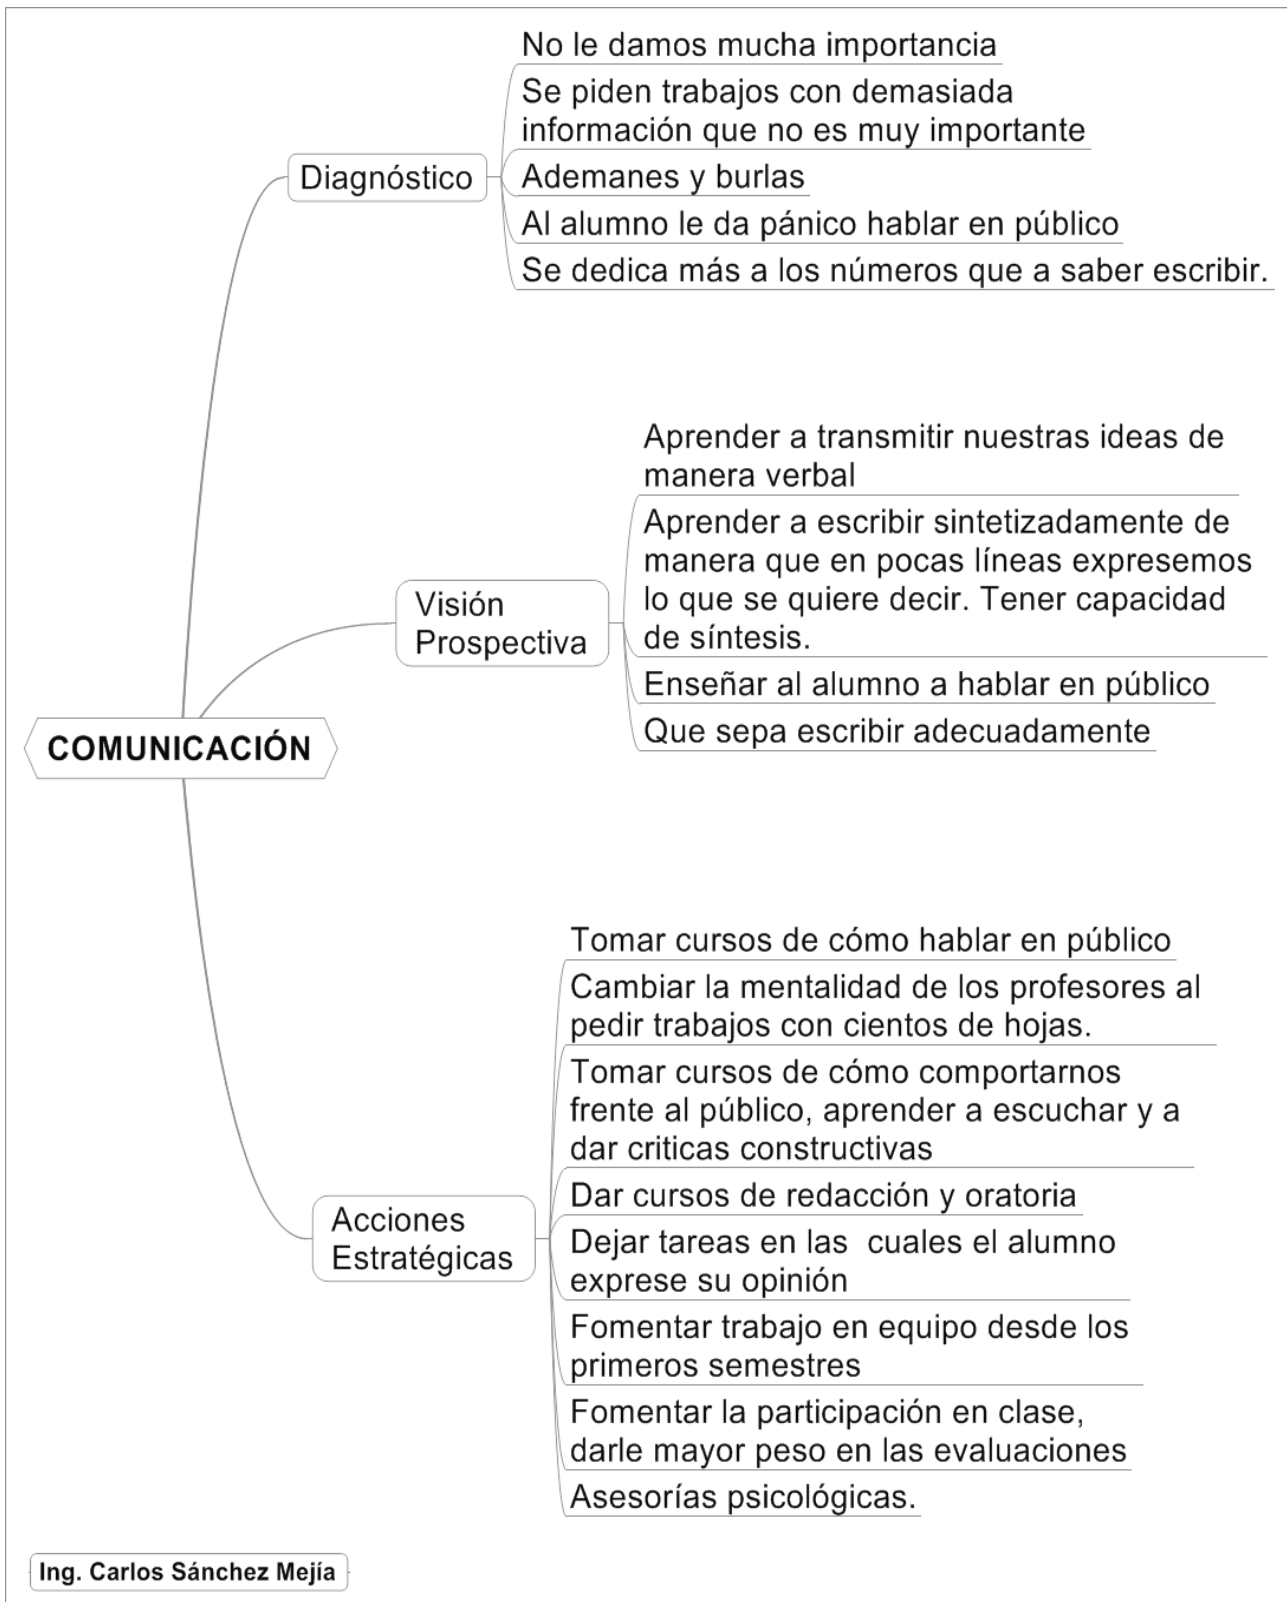 No le damos mucha importancia
Se piden trabajos con demasiada
información que no es muy importante
Diagnóstico
Ademanes y burlas
Al alumno le da pánico hablar en público
Se dedica más a los números que a saber escribir.
Aprender a transmitir nuestras ideas de
manera verbal
Aprender a escribir sintetizadamente de
manera que en pocas líneas expresemos
lo que se quiere decir. Tener capacidad
de síntesis.
Visión
Prospectiva
Enseñar al alumno a hablar en público
Que sepa escribir adecuadamente
COMUNICACIÓN
Tomar cursos de cómo hablar en público
Cambiar la mentalidad de los profesores al
pedir trabajos con cientos de hojas.
Tomar cursos de cómo comportarnos
frente al público, aprender a escuchar y a
dar criticas constructivas
Dar cursos de redacción y oratoria
Acciones
Estratégicas
Dejar tareas en las  cuales el alumno
exprese su opinión
Fomentar trabajo en equipo desde los
primeros semestres
Fomentar la participación en clase,
darle mayor peso en las evaluaciones
Asesorías psicológicas.
Ing. Carlos Sánchez Mejía